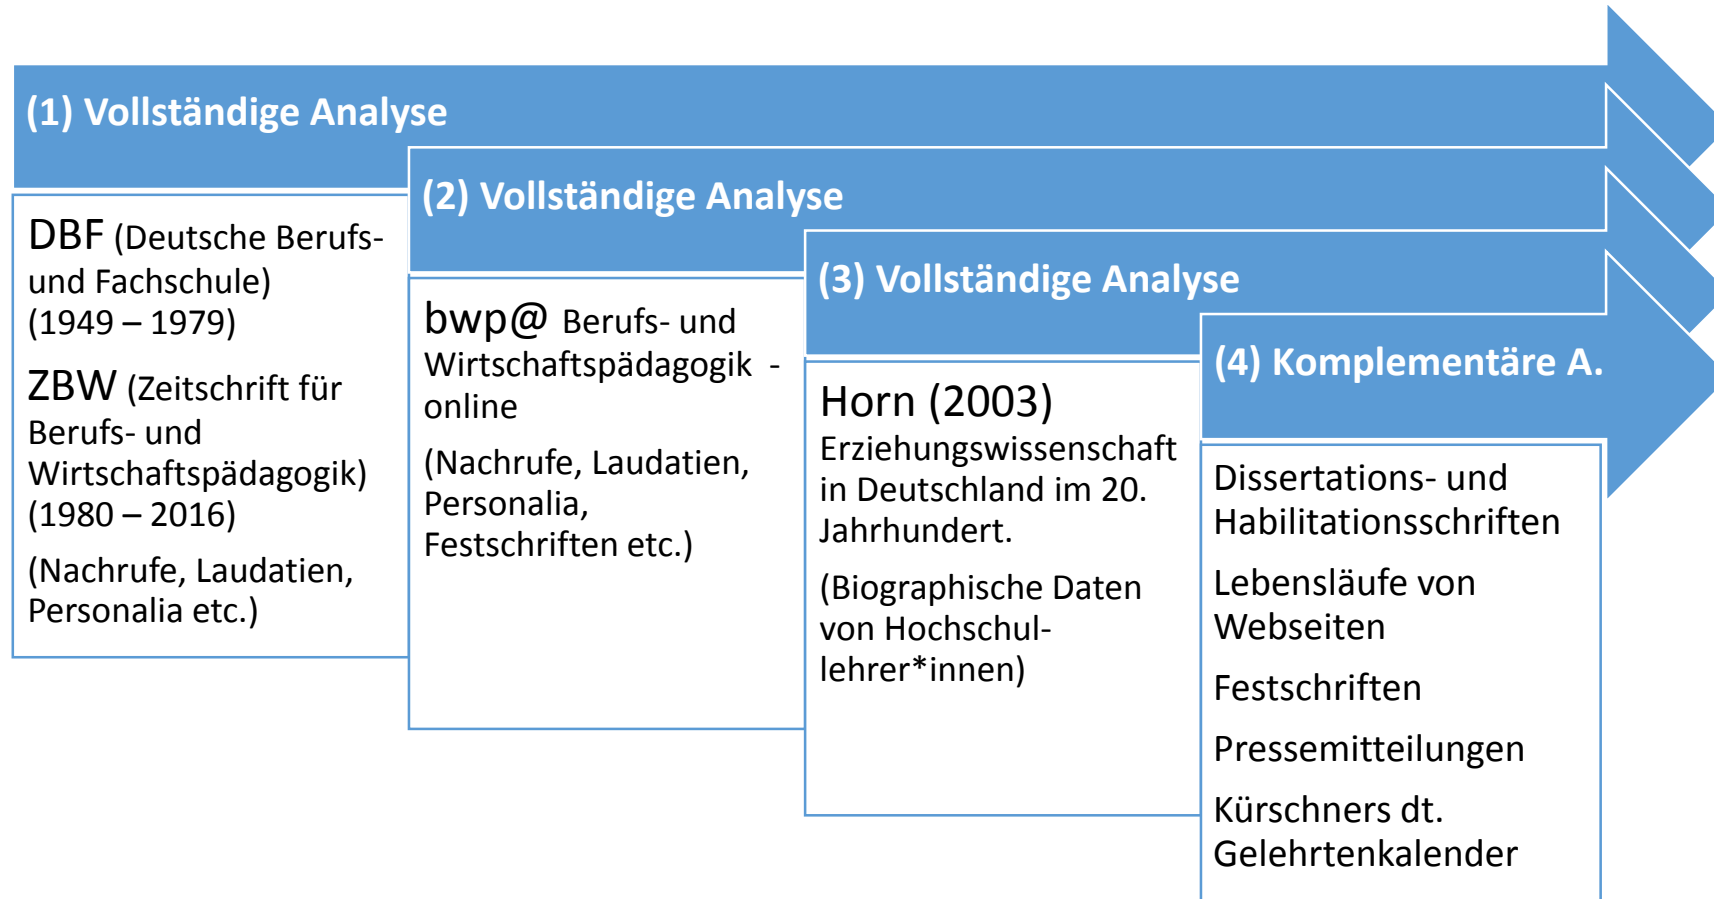 (1) Vollständige Analyse
DBF (Deutsche Berufs-
und Fachschule)
(1949 – 1979)
ZBW (Zeitschrift für
Berufs- und
Wirtschaftspädagogik)
(1980 – 2016)
(Nachrufe, Laudatien,
Personalia etc.)
(2) Vollständige Analyse
bwp@ Berufs- und
Wirtschaftspädagogik -
online
(Nachrufe, Laudatien,
Personalia,
Festschriften etc.)
(3) Vollständige Analyse
Horn (2003)
Erziehungswissenschaft
in Deutschland im 20.
Jahrhundert.
(Biographische Daten
von Hochschul-
lehrer*innen)
(4) Komplementäre A.
Dissertations- und
Habilitationsschriften
Lebensläufe von
Webseiten
Festschriften
Pressemitteilungen
Kürschners dt.
Gelehrtenkalender